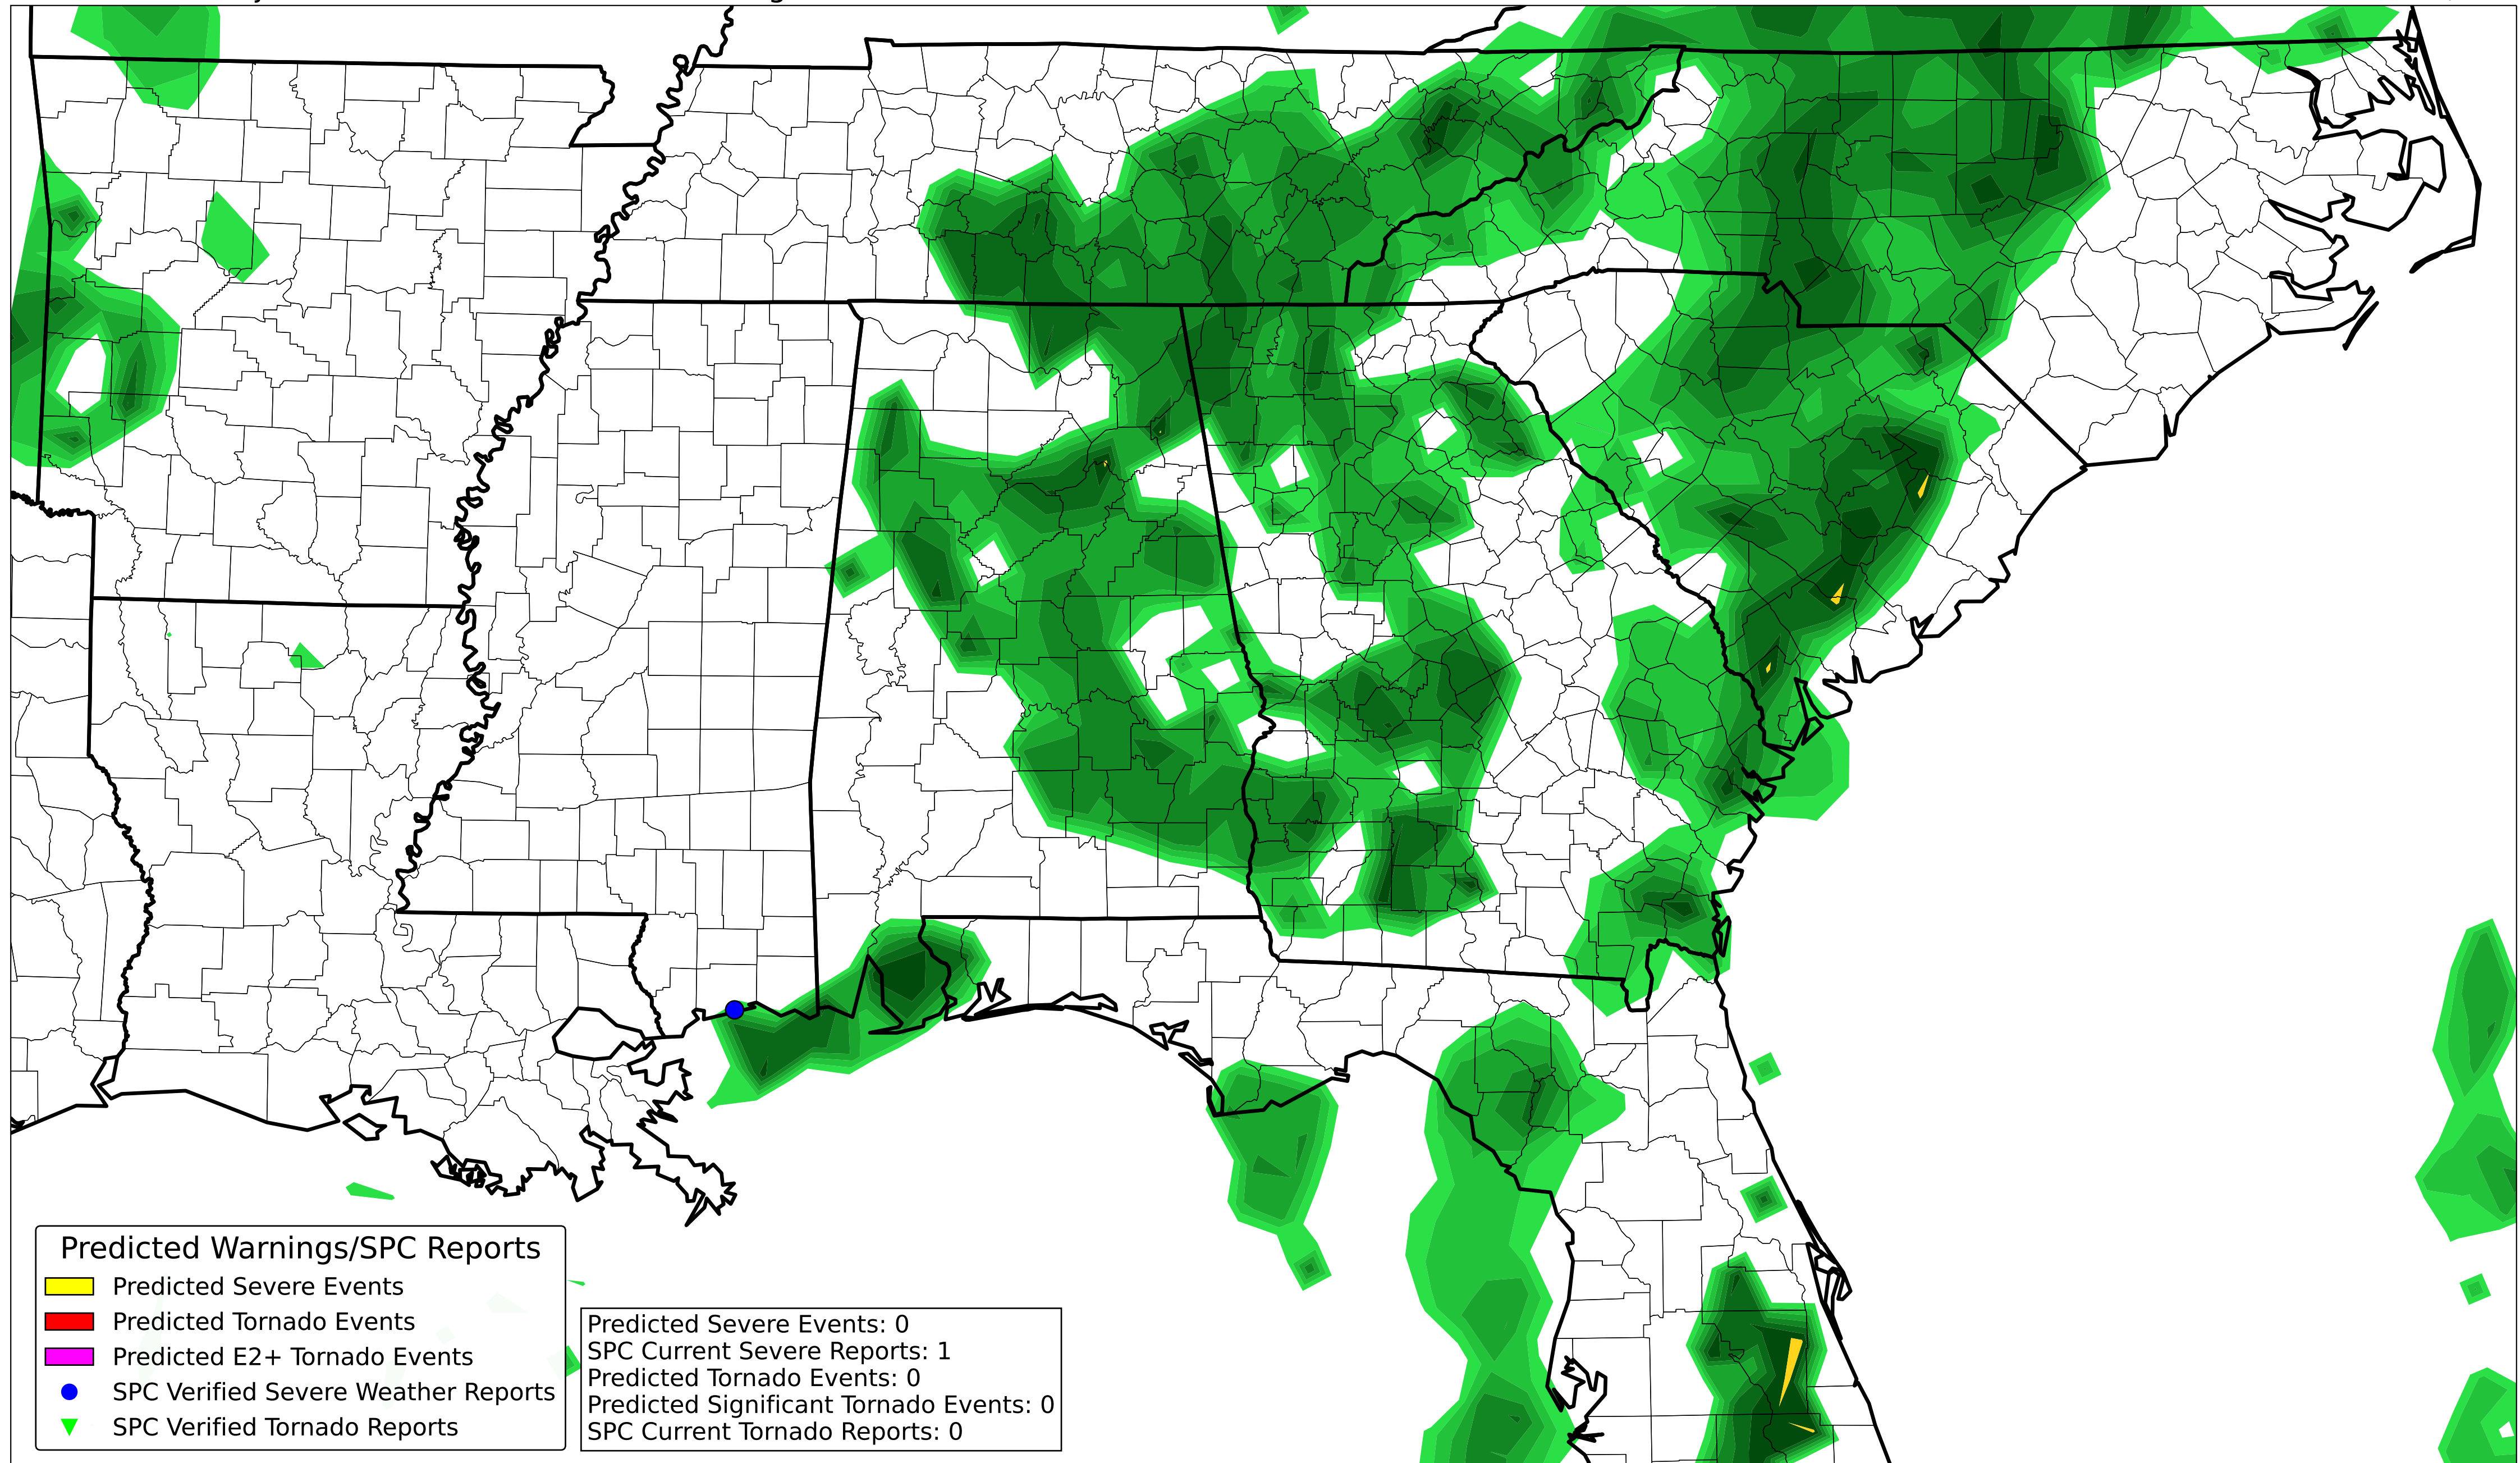 Predicted Warnings/SPC Reports
Predicted Severe Events
Predicted Tornado Events
Predicted E2+ Tornado Events
SPC Verified Severe Weather Reports
SPC Verified Tornado Reports
Predicted Severe Events: 0
SPC Current Severe Reports: 1
Predicted Tornado Events: 0
Predicted Significant Tornado Events: 0
SPC Current Tornado Reports: 0